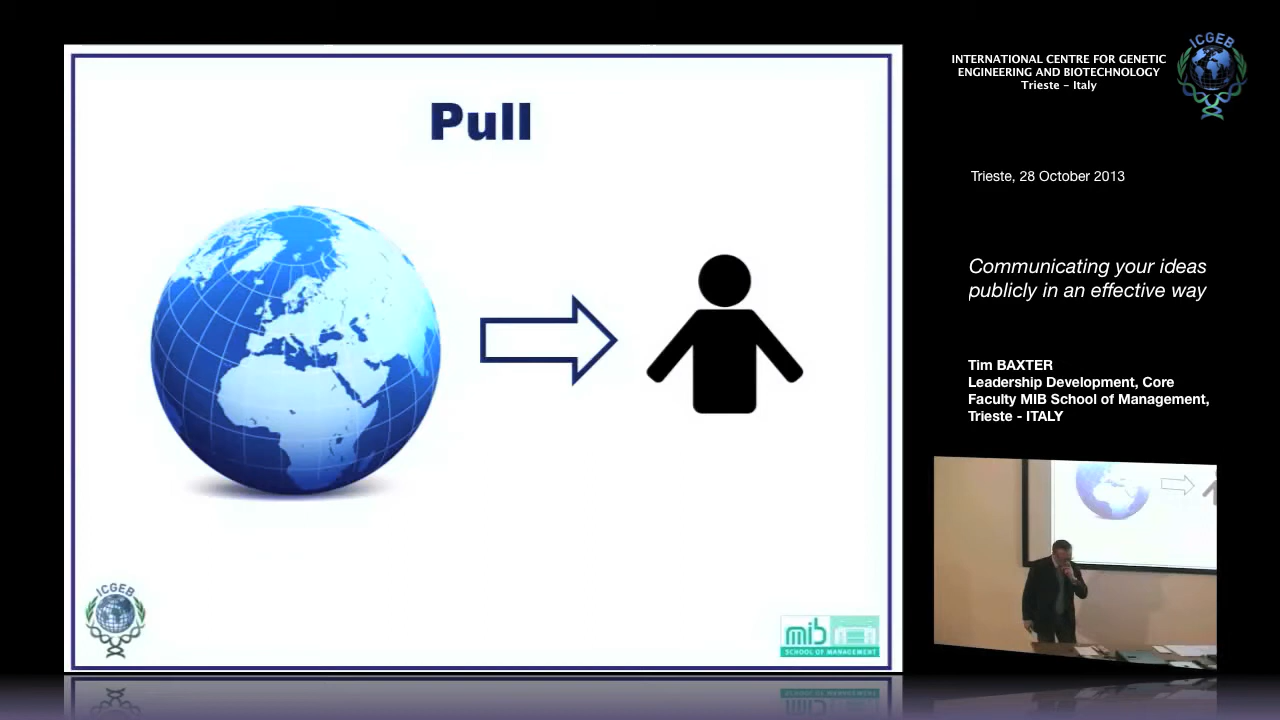 Pull
ICGEB
mib
SCHOOL OF MANAGEMENT
INTERNATIONAL CENTRE FOR GENETIC
ENGINEERING AND BIOTECHNOLOGY
Trieste - Italy
ICGEB
Trieste, 28 October 2013
Communicating your ideas
publicly in an effective way
Tim BAXTER
Leadership Development, Core
Faculty MIB School of Management,
Trieste - ITALY